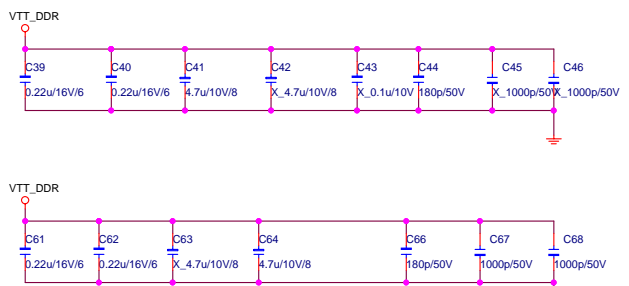 VTT_DDR
C39 C40 C41 C42 C43 C44 C45 C46
0.22u/16V/6 0.22u/16V/6 4.7u/10V/8 X_4.7u/10V/8 X_0.1u/10V 180p/50V X_1000p/50V X_1000p/50V
VTT_DDR
C61 C62 C63 C64 C66 C67 C68
0.22u/16V/6 0.22u/16V/6 X_4.7u/10V/8 4.7u/10V/8 180p/50V 1000p/50V 1000p/50V